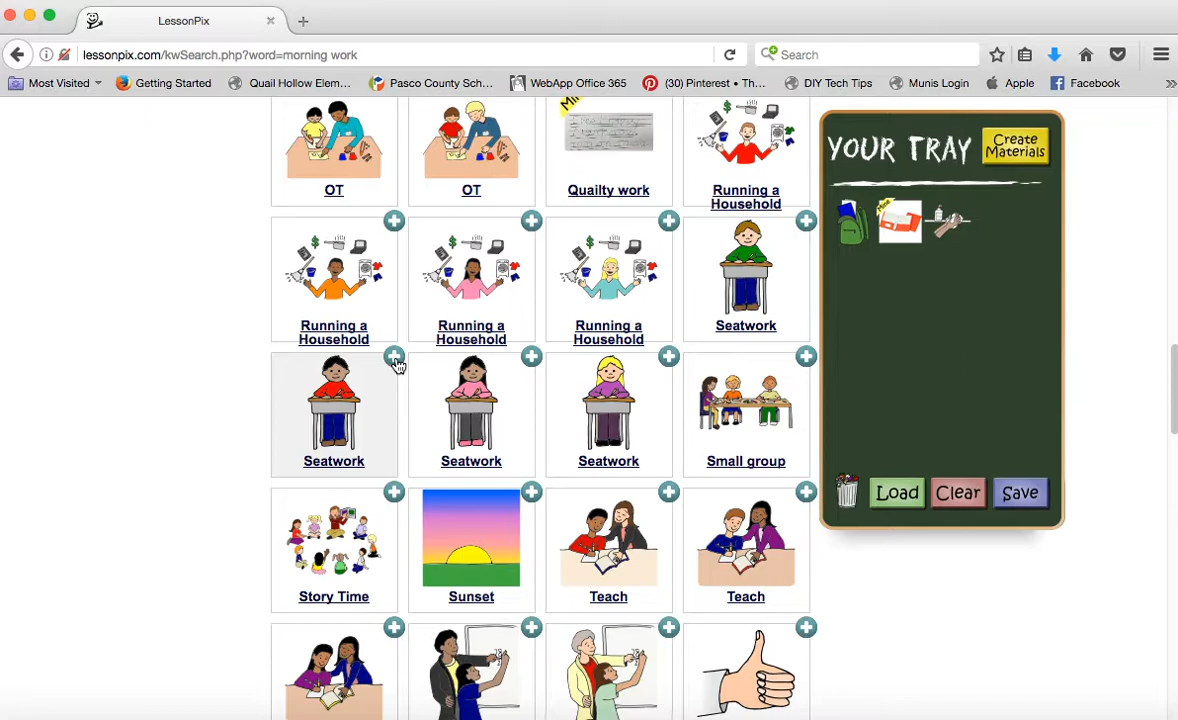 LessonPix
lessonpix.com/kwSearch.php?word=morning work
Search
Most Visited
Getting Started
Quail Hollow Elem...
Pasco County Sch...
WebApp Office 365
(30) Pinterest • Th...
DIY Tech Tips
Munis Login
Apple
Facebook
OT
OT
Quailty work
Running a
Household
Running a
Household
Running a
Household
Running a
Household
Seatwork
Seatwork
Seatwork
Seatwork
Small group
Story Time
Sunset
Teach
Teach
YOUR TRAY
Create
Materials
Load
Clear
Save